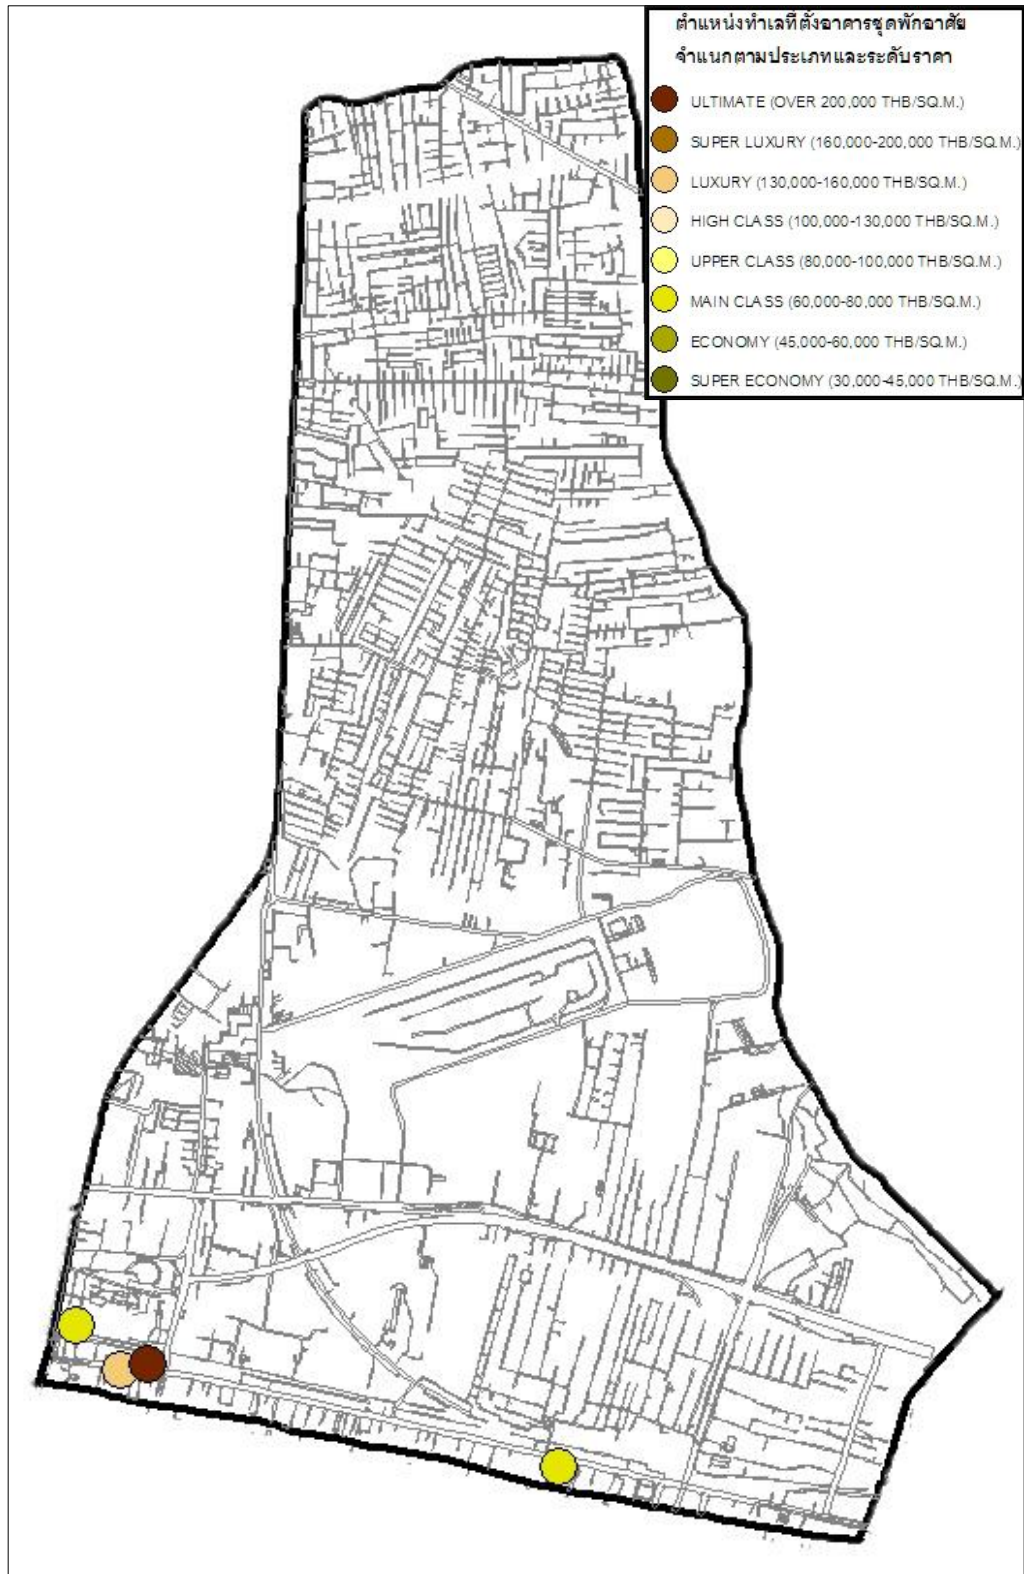 ตำแหน่งทำเลที่ตั้งอาคารชุดพักอาศัย
จำแนกตามประเภทและระดับราคา
ULTIMATE (OVER 200,000 THB/SQ.M.)
SUPER LUXURY (160,000-200,000 THB/SQ.M.)
LUXURY (130,000-160,000 THB/SQ.M.)
HIGH CLASS (100,000-130,000 THB/SQ.M.)
UPPER CLASS (80,000-100,000 THB/SQ.M.)
MAIN CLASS (60,000-80,000 THB/SQ.M.)
ECONOMY (45,000-60,000 THB/SQ.M.)
SUPER ECONOMY (30,000-45,000 THB/SQ.M.)